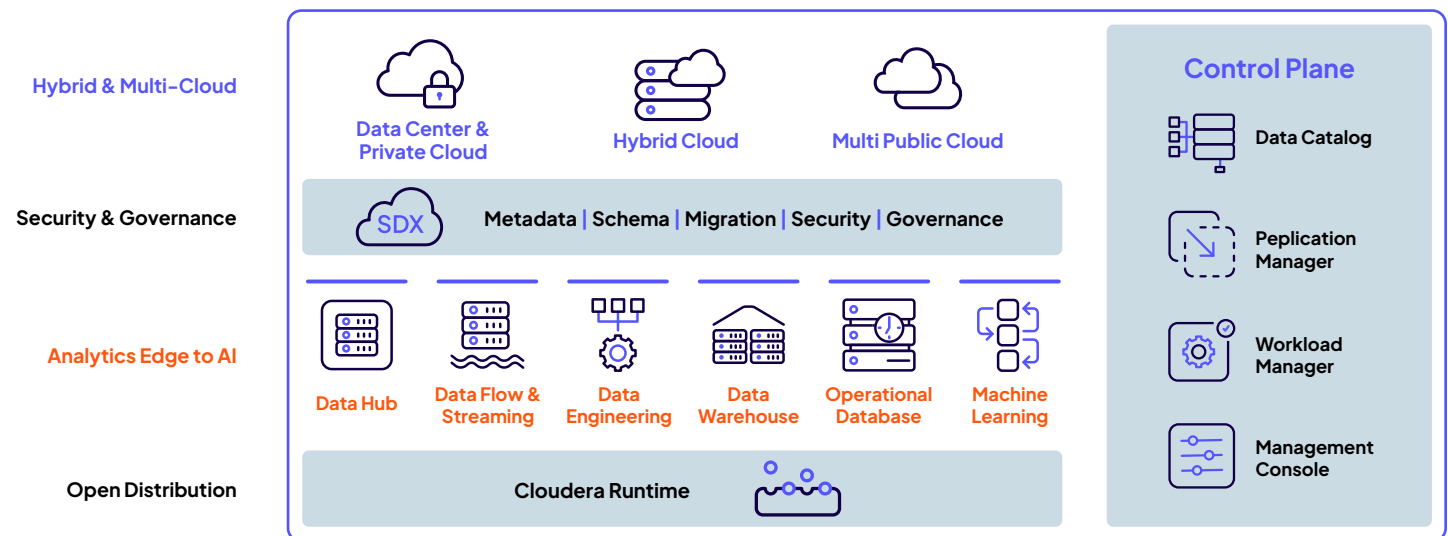 Hybrid & Multi-Cloud
Data Center &
Private Cloud
Hybrid Cloud
Multi Public Cloud
Security & Governance
SDX
Metadata | Schema | Migration | Security | Governance
Analytics Edge to AI
Data Hub
Data Flow &
Streaming
Data
Engineering
Data
Warehouse
Operational
Database
Machine
Learning
Open Distribution
Cloudera Runtime
Control Plane
Data Catalog
Peplication
Manager
Workload
Manager
Management
Console